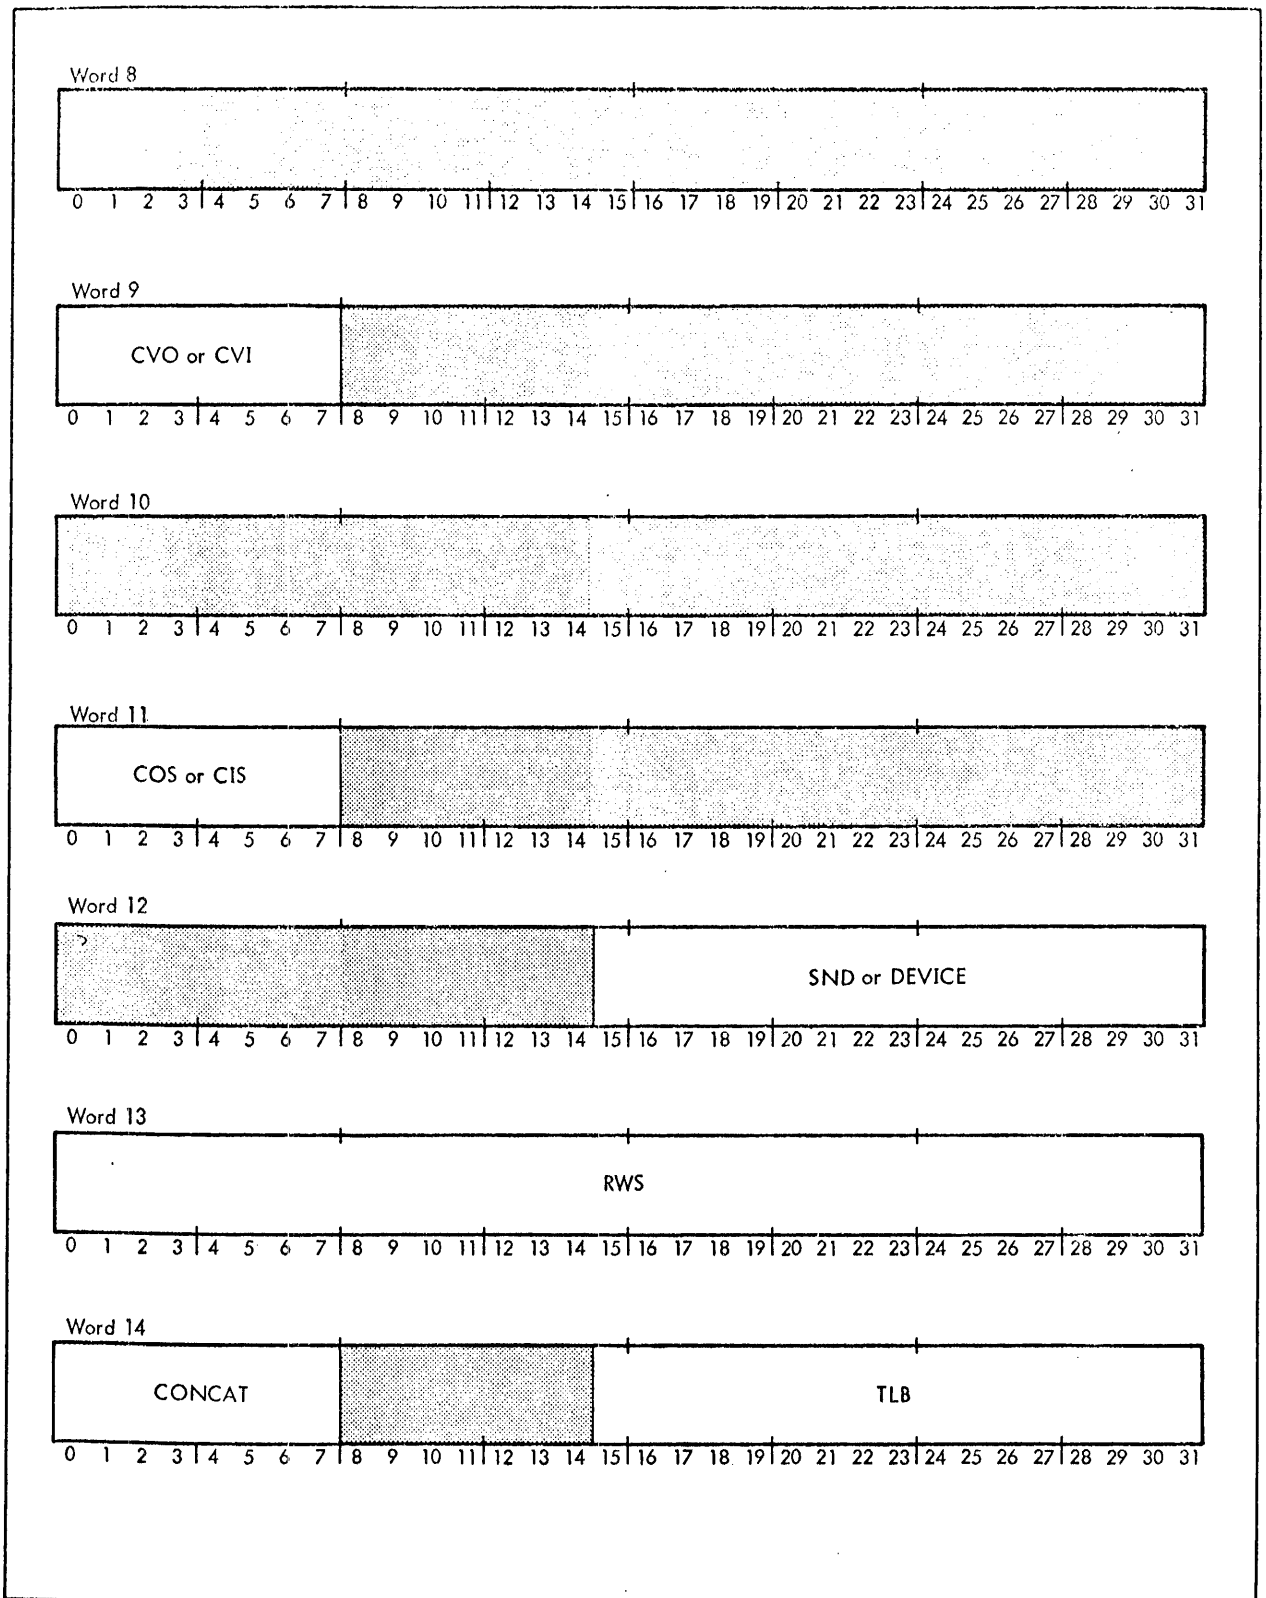 Word 8
0 1 2 3 4 5 6 7 8 9 10 11 12 13 14 15 16 17 18 19 20 21 22 23 24 25 26 27 28 29 30 31
Word 9
CVO or CVI
0 1 2 3 4 5 6 7 8 9 10 11 12 13 14 15 16 17 18 19 20 21 22 23 24 25 26 27 28 29 30 31
Word 10
0 1 2 3 4 5 6 7 8 9 10 11 12 13 14 15 16 17 18 19 20 21 22 23 24 25 26 27 28 29 30 31
Word 11
COS or CIS
0 1 2 3 4 5 6 7 8 9 10 11 12 13 14 15 16 17 18 19 20 21 22 23 24 25 26 27 28 29 30 31
Word 12
SND or DEVICE
0 1 2 3 4 5 6 7 8 9 10 11 12 13 14 15 16 17 18 19 20 21 22 23 24 25 26 27 28 29 30 31
Word 13
RWS
0 1 2 3 4 5 6 7 8 9 10 11 12 13 14 15 16 17 18 19 20 21 22 23 24 25 26 27 28 29 30 31
Word 14
CONCAT TLB
0 1 2 3 4 5 6 7 8 9 10 11 12 13 14 15 16 17 18 19 20 21 22 23 24 25 26 27 28 29 30 31